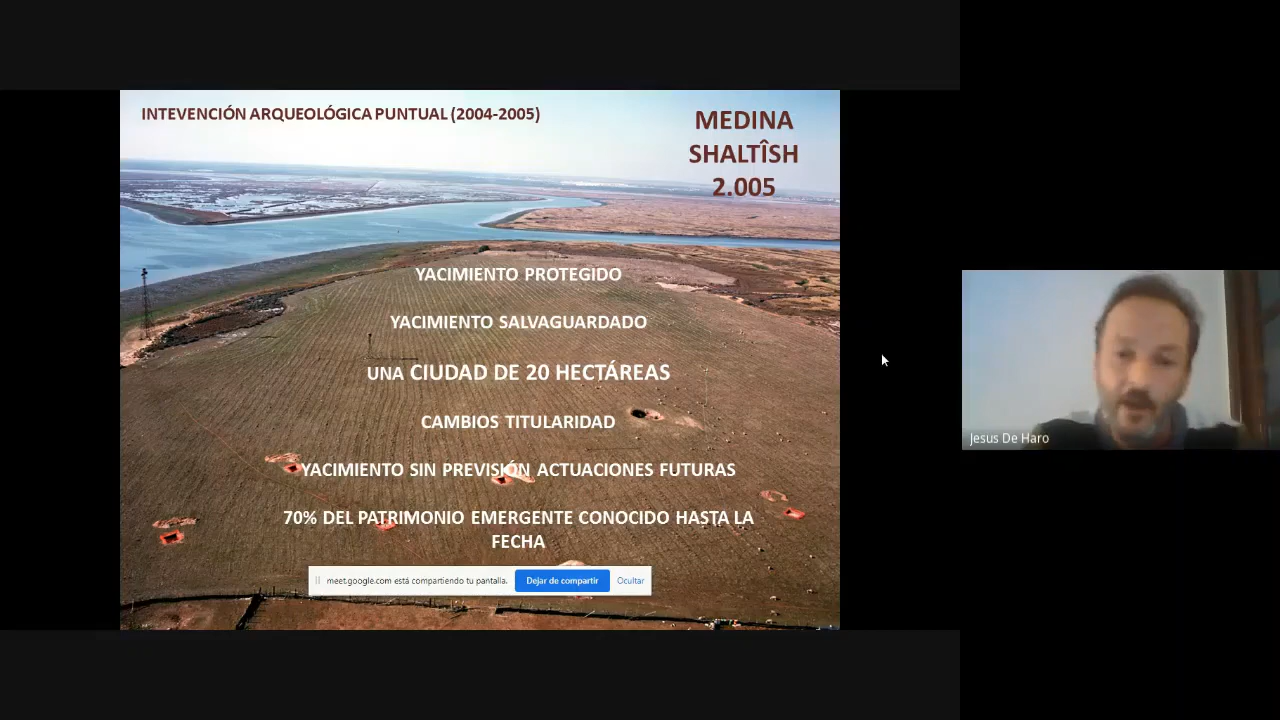 INTEVENCIÓN ARQUEOLÓGICA PUNTUAL (2004-2005)
MEDINA
SHALTÎSH
2.005
YACIMIENTO PROTEGIDO
YACIMIENTO SALVAGUARDADO
UNA CIUDAD DE 20 HECTÁREAS
CAMBIOS TITULARIDAD
YACIMIENTO SIN PREVISIÓN ACTUACIONES FUTURAS
70% DEL PATRIMONIO EMERGENTE CONOCIDO HASTA LA
FECHA
meet.google.com está compartiendo tu pantalla. Dejar de compartir Ocultar
Jesus De Haro